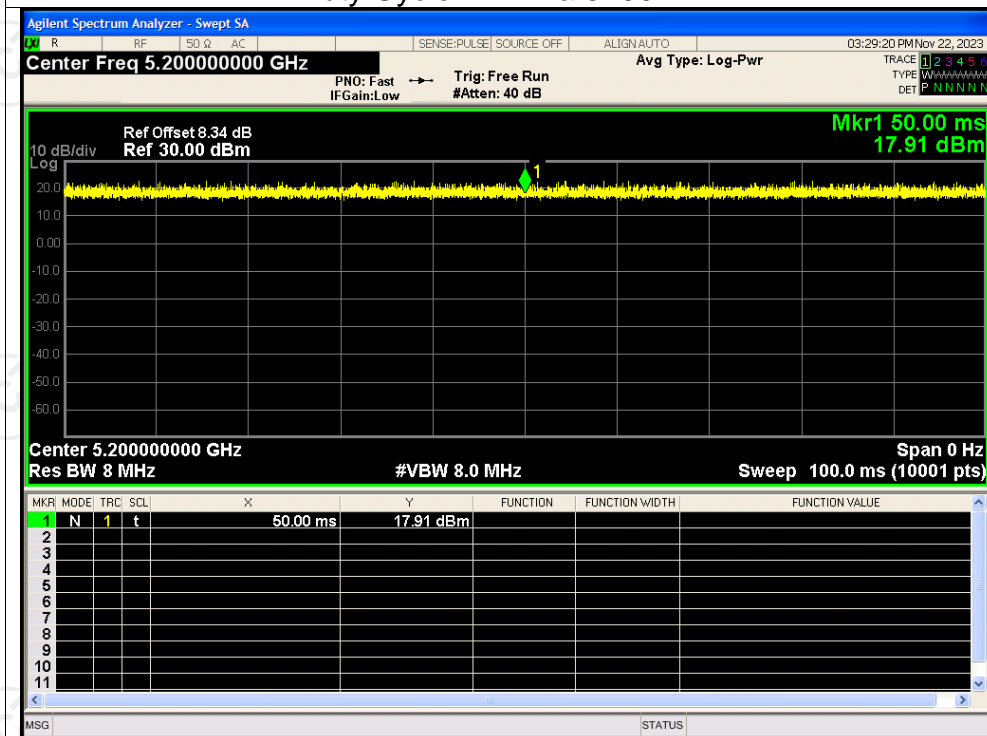 Agilent Spectrum Analyzer - Swept SA
LXI R RF 50 Ω AC SENSE:PULSE SOURCE OFF ALIGN AUTO 03:29:20 PM Nov 22, 2023
Center Freq 5.200000000 GHz
PNO: Fast
IFGain:Low
Trig: Free Run
#Atten: 40 dB
Avg Type: Log-Pwr
TRACE 1 2 3 4 5 6
TYPE W
DET P N N N N N
Ref Offset 8.34 dB
10 dB/div Ref 30.00 dBm
Log
Mkr1 50.00 ms
17.91 dBm
1
20.0
10.0
0.00
-10.0
-20.0
-30.0
-40.0
-50.0
-60.0
Center 5.200000000 GHz Span 0 Hz
Res BW 8 MHz #VBW 8.0 MHz Sweep 100.0 ms (10001 pts)
MKR MODE TRC SCL X Y FUNCTION FUNCTION WIDTH FUNCTION VALUE
1 N 1 t 50.00 ms 17.91 dBm
2
3
4
5
6
7
8
9
10
11
MSG STATUS